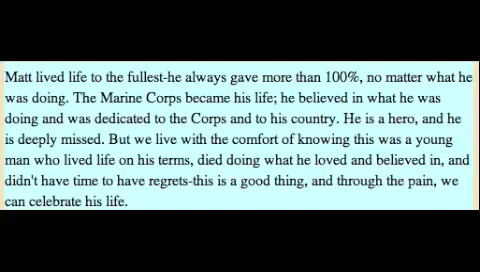 Matt lived life to the fullest-he always gave more than 100%, no matter what he
was doing. The Marine Corps became his life; he believed in what he was
doing and was dedicated to the Corps and to his country. He is a hero, and he
is deeply missed. But we live with the comfort of knowing this was a young
man who lived life on his terms, died doing what he loved and believed in, and
didn't have time to have regrets-this is a good thing, and through the pain, we
can celebrate his life.